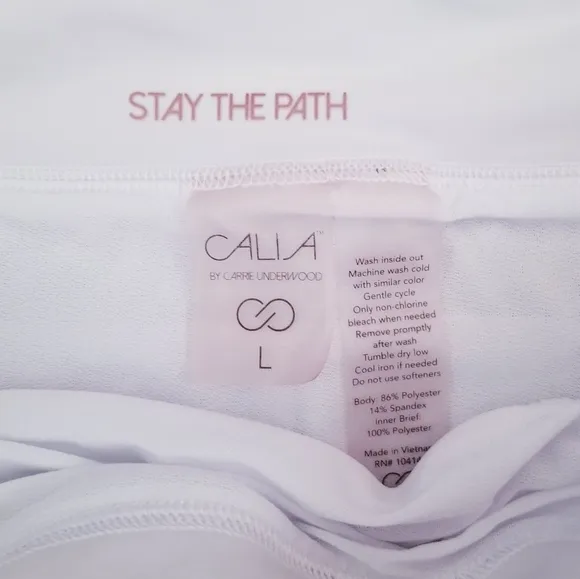 STAY THE PATH
CALIA™
BY CARRIE UNDERWOOD
L
Wash inside out
Machine wash cold
with similar color
Gentle cycle
Only non-chlorine
bleach when needed
Remove promptly
after wash
Tumble dry low
Cool iron if needed
Do not use softeners
Body: 86% Polyester
14% Spandex
Inner Brief:
100% Polyester
Made in
RN#